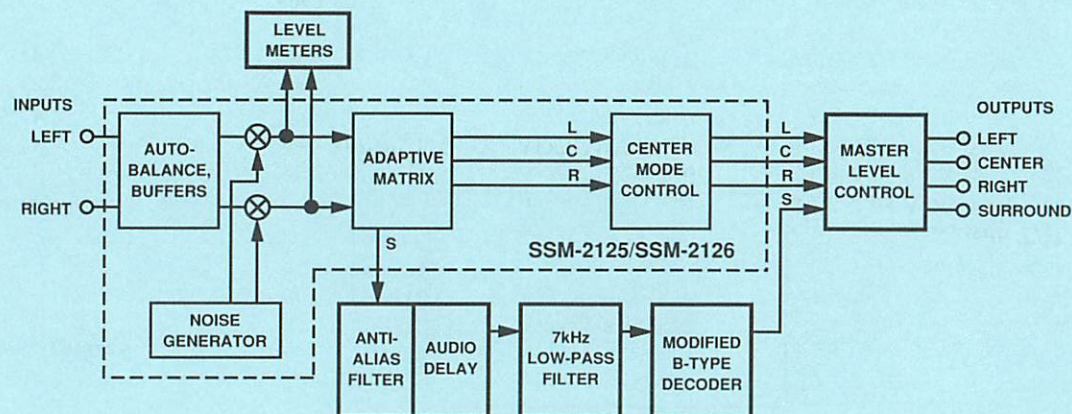 LEVEL
METERS
INPUTS
LEFT
RIGHT
AUTO-
BALANCE,
BUFFERS
NOISE
GENERATOR
ADAPTIVE
MATRIX
L
C
R
S
CENTER
MODE
CONTROL
L
C
R
S
MASTER
LEVEL
CONTROL
OUTPUTS
LEFT
CENTER
RIGHT
SURROUND
SSM-2125/SSM-2126
ANTI-
ALIAS
FILTER
AUDIO
DELAY
7kHz
LOW-PASS
FILTER
MODIFIED
B-TYPE
DECODER